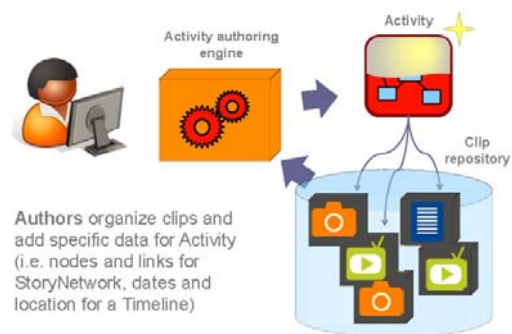 Activity
Activity authoring
engine
Clip
repository
Authors organize clips and
add specific data for Activity
(i.e. nodes and links for
StoryNetwork, dates and
location for a Timeline)